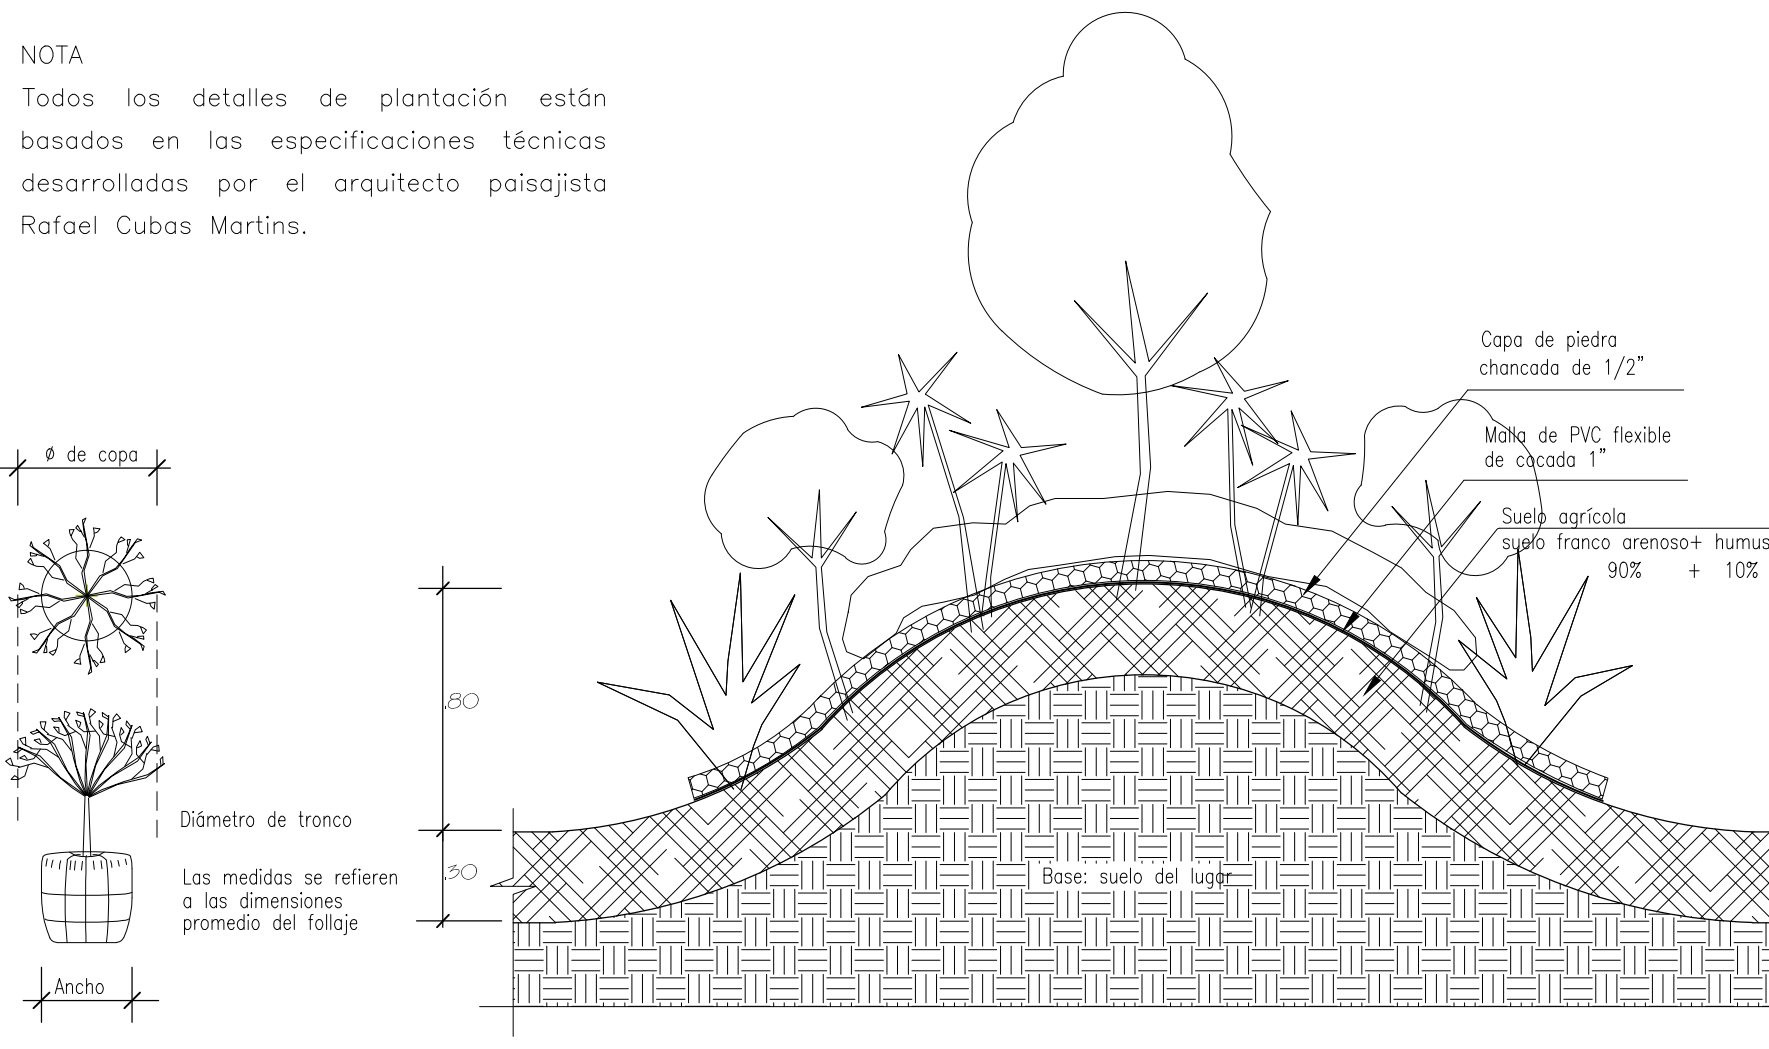 NOTA
Todos los detalles de plantación están
basados en las especificaciones técnicas
desarrolladas por el arquitecto paisajista
Rafael Cubas Martins.
Capa de piedra
chancada de 1/2”
Malla de PVC flexible
de cocada 1”
Suelo agrícola
suelo franco arenoso+ humus
90% + 10%
Ø de copa
.80
.30
Diámetro de tronco
Las medidas se refieren
a las dimensiones
promedio del follaje
Base: suelo del lugar
Ancho